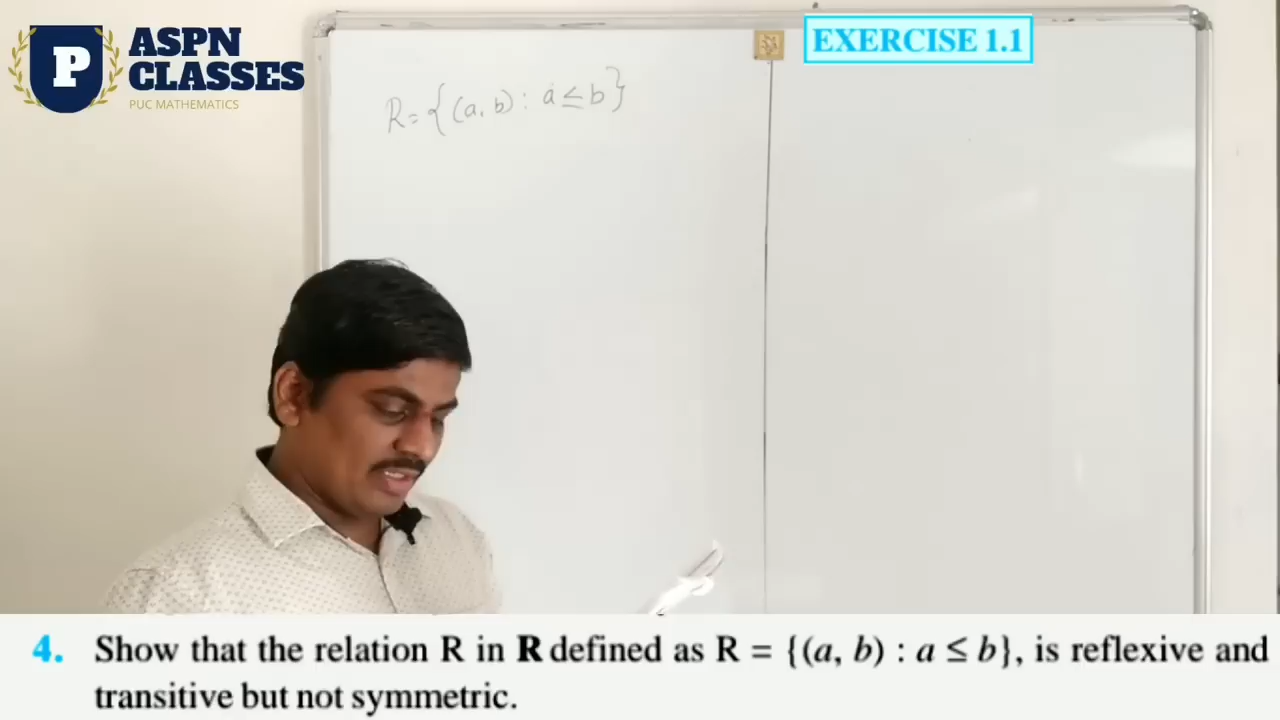 ASPN
CLASSES
PUC MATHEMATICS
P
EXERCISE 1.1
R = {(a, b) : a ≤ b}
4. Show that the relation R in R defined as R = {(a, b) : a ≤ b}, is reflexive and
transitive but not symmetric.